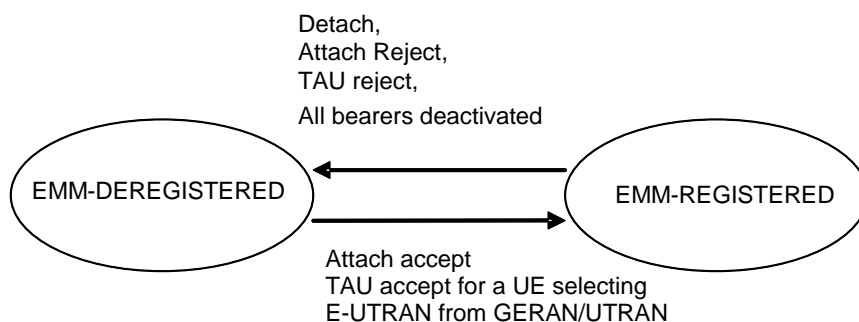 Detach,
Attach Reject,
TAU reject,
All bearers deactivated
EMM-DEREGISTERED
EMM-REGISTERED
Attach accept
TAU accept for a UE selecting
E-UTRAN from GERAN/UTRAN